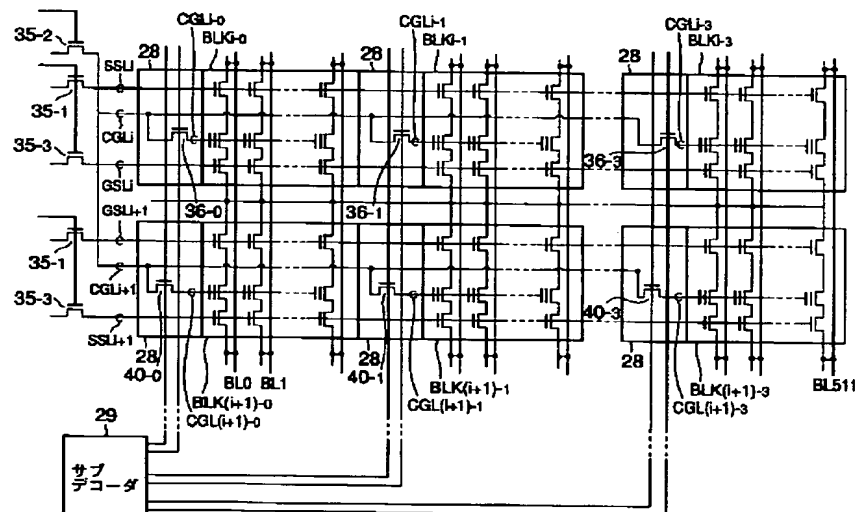 CGLi-0
CGLi-1
CGLi-3
35-2
SSLi
28
BLKi-0
28
BLKi-1
28
BLKi-3
35-1
CGLi
35-3
GSLi
36-0
36-1
36-3
GSLi+1
35-1
CGLi+1
35-3
40-3
SSLi+1
28
28
28
40-0
BL0
BL1
40-1
BLK(i+1)-1
BLK(i+1)-3
BL511
BLK(i+1)-0
CGL(i+1)-1
CGL(i+1)-3
CGL(i+1)-0
29
サブ
デコーダ